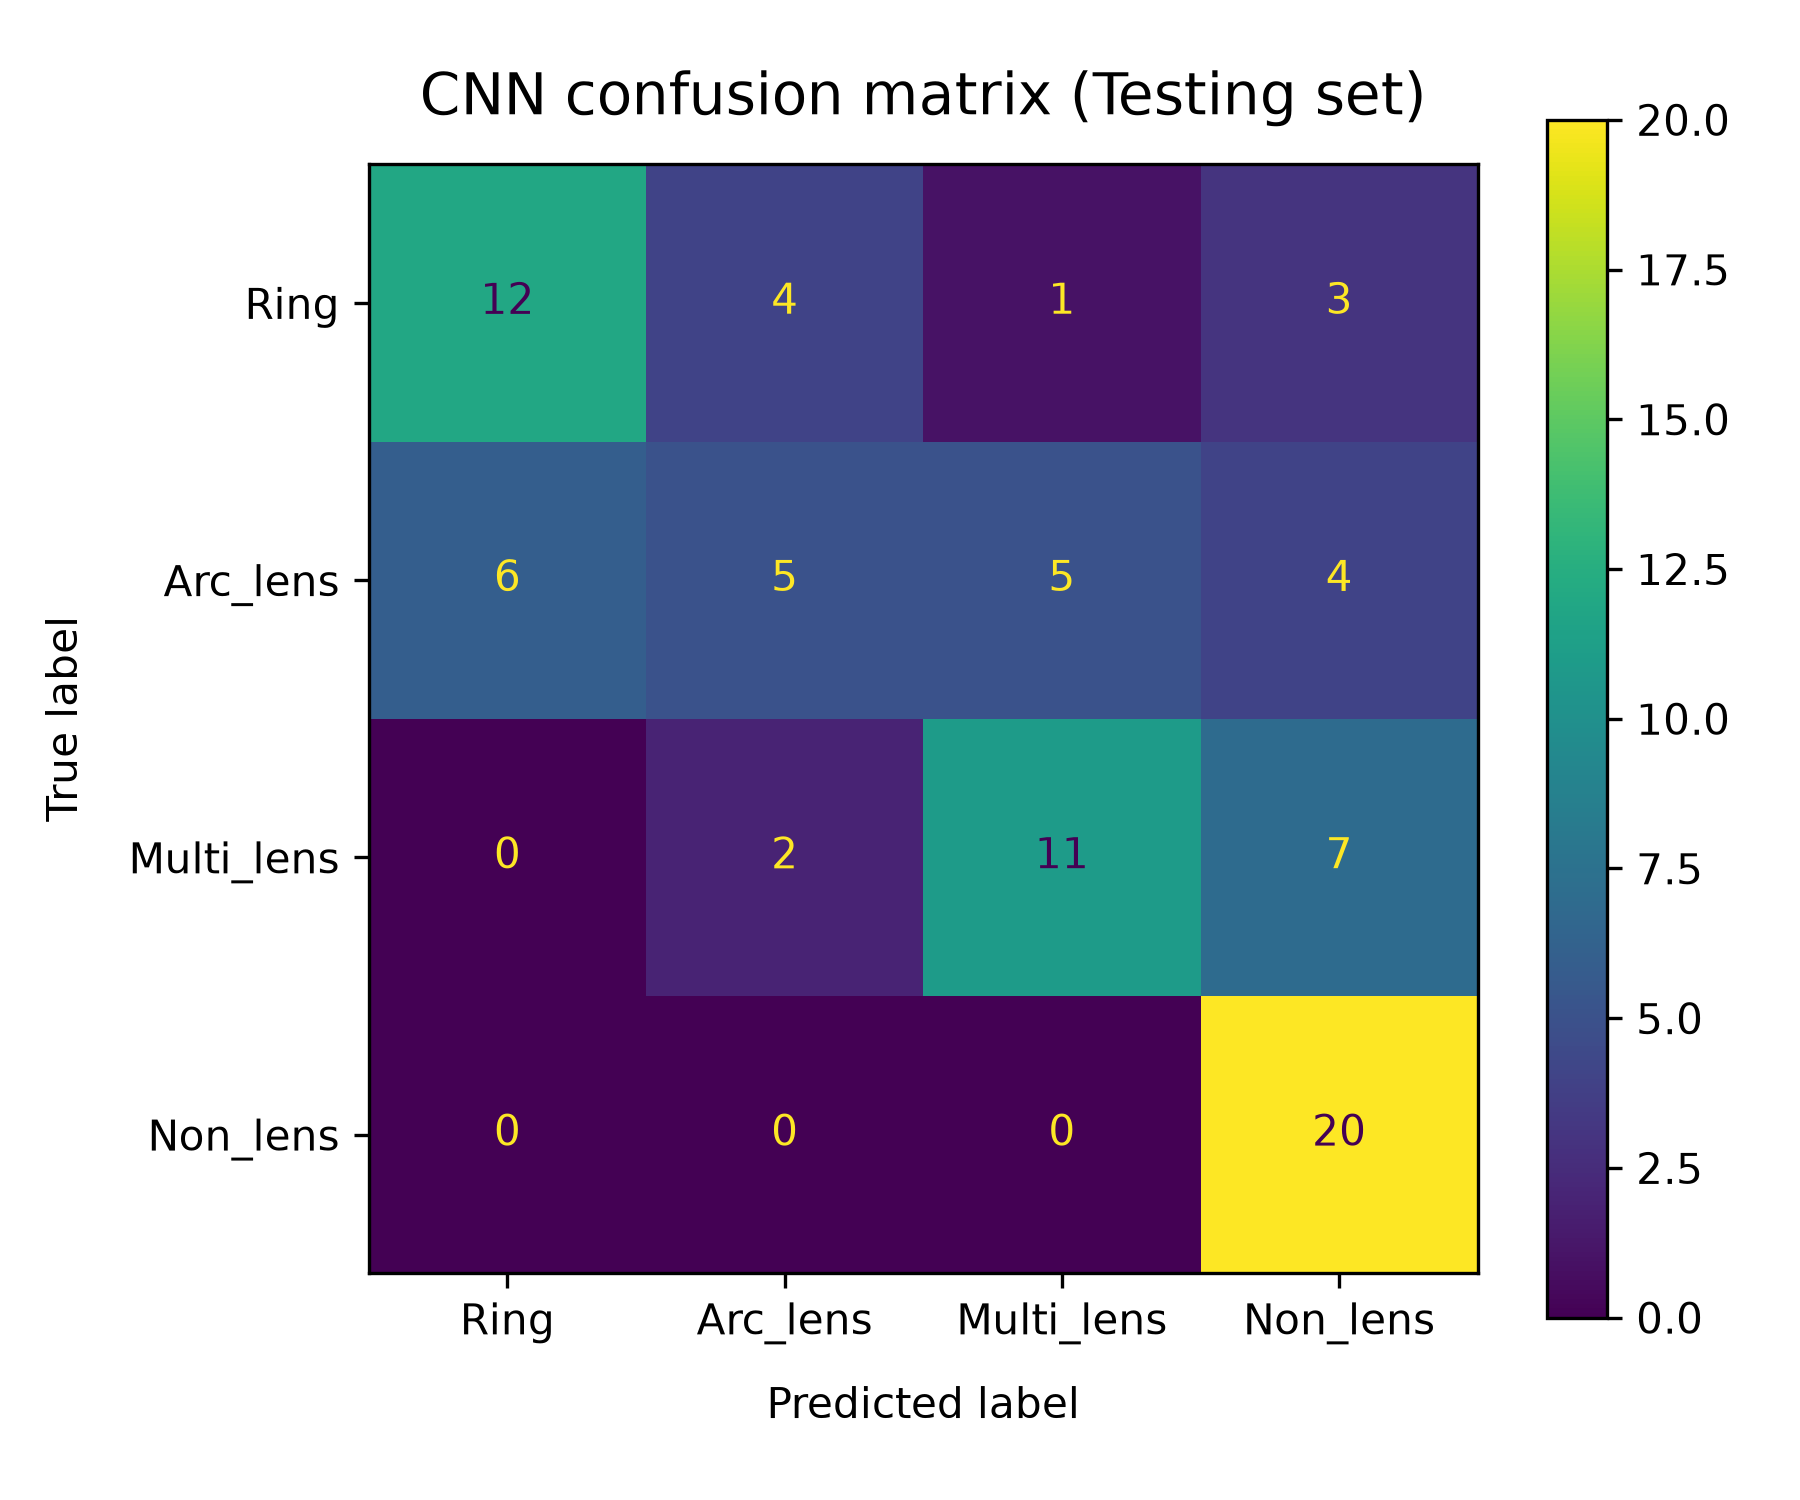 CNN confusion matrix (Testing set)
True label
Ring 12 4 1 3
Arc_lens 6 5 5 4
Multi_lens 0 2 11 7
Non_lens 0 0 0 20
Ring Arc_lens Multi_lens Non_lens
Predicted label
20.0
17.5
15.0
12.5
10.0
7.5
5.0
2.5
0.0